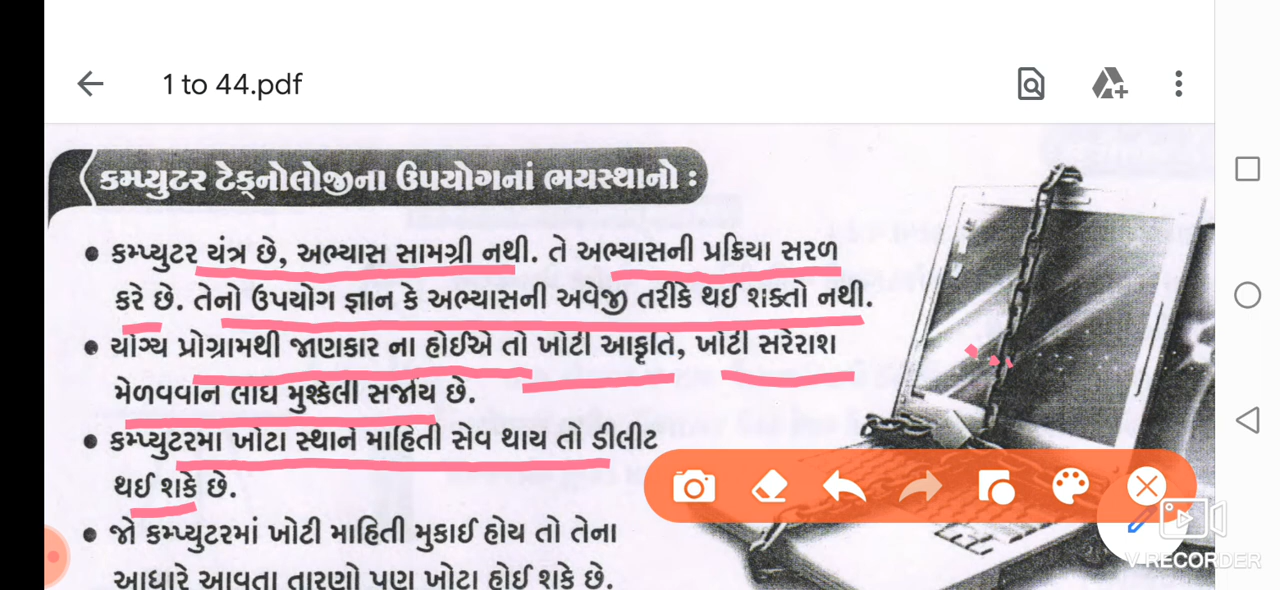 1 to 44.pdf
કમ્પ્યુટર ટેક્નોલોજીના ઉપયોગનાં ભયસ્થાનો :
• કમ્પ્યુટર યંત્ર છે, અભ્યાસ સામગ્રી નથી. તે અભ્યાસની પ્રક્રિયા સરળ
કરે છે. તેનો ઉપયોગ જ્ઞાન કે અભ્યાસની અવેજી તરીકે થઈ શક્તો નથી.
• યોગ્ય પ્રોગ્રામથી જાણકાર ના હોઈએ તો ખોટી આકૃતિ, ખોટી સરેરાશ
મેળવવાને લીધે મુશ્કેલી સર્જાય છે.
• કમ્પ્યુટરમા ખોટા સ્થાને માહિતી સેવ થાય તો ડીલીટ
થઈ શકે છે.
• જો કમ્પ્યુટરમાં ખોટી માહિતી મુકાઈ હોય તો તેના
આધારે આવતા તારણો પણ ખોટા હોઈ શકે છે.
V RECORDER